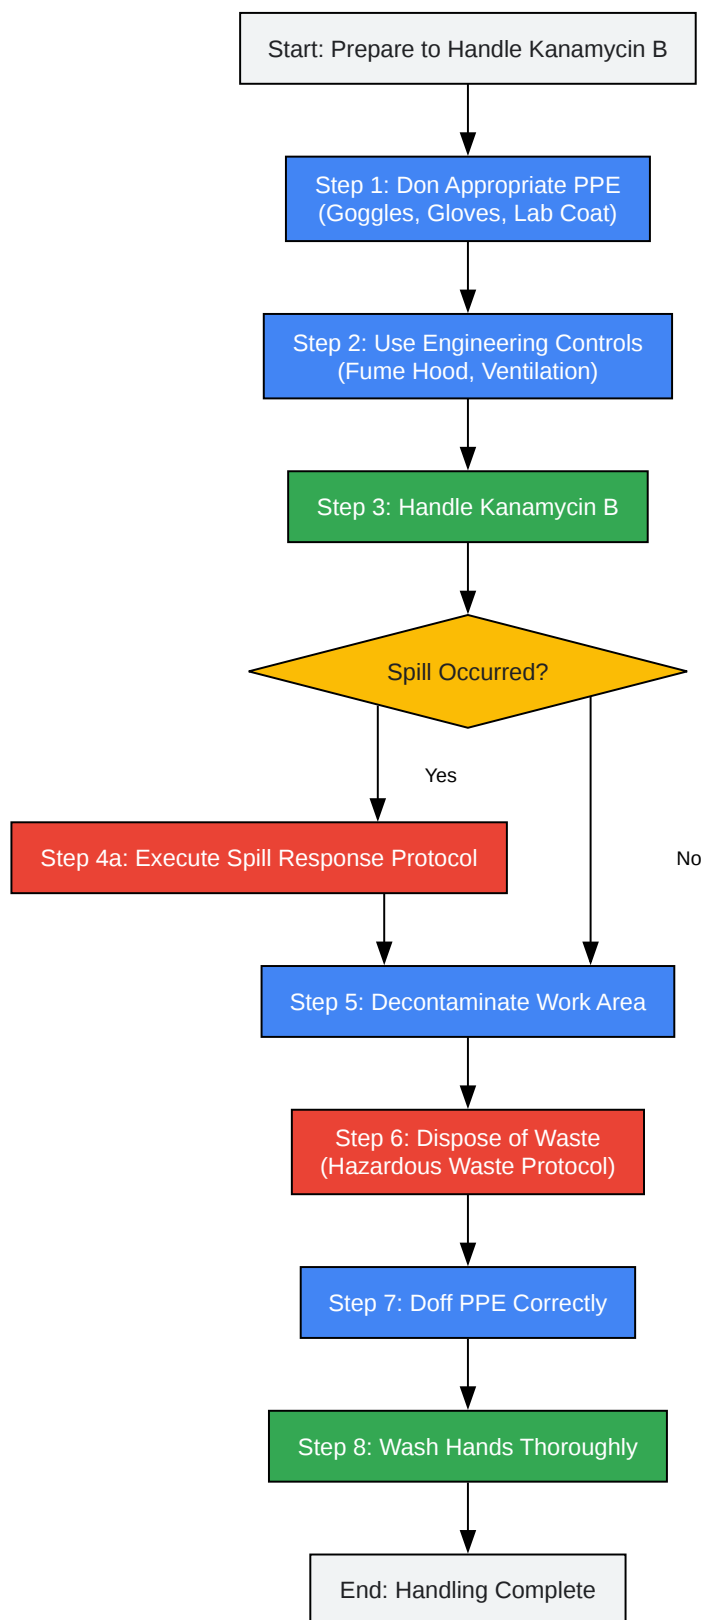 Start: Prepare to Handle Kanamycin B
Step 1: Don Appropriate PPE
(Goggles, Gloves, Lab Coat)
Step 2: Use Engineering Controls
(Fume Hood, Ventilation)
Step 3: Handle Kanamycin B
Spill Occurred?
Yes
Step 4a: Execute Spill Response Protocol
No
Step 5: Decontaminate Work Area
Step 6: Dispose of Waste
(Hazardous Waste Protocol)
Step 7: Doff PPE Correctly
Step 8: Wash Hands Thoroughly
End: Handling Complete